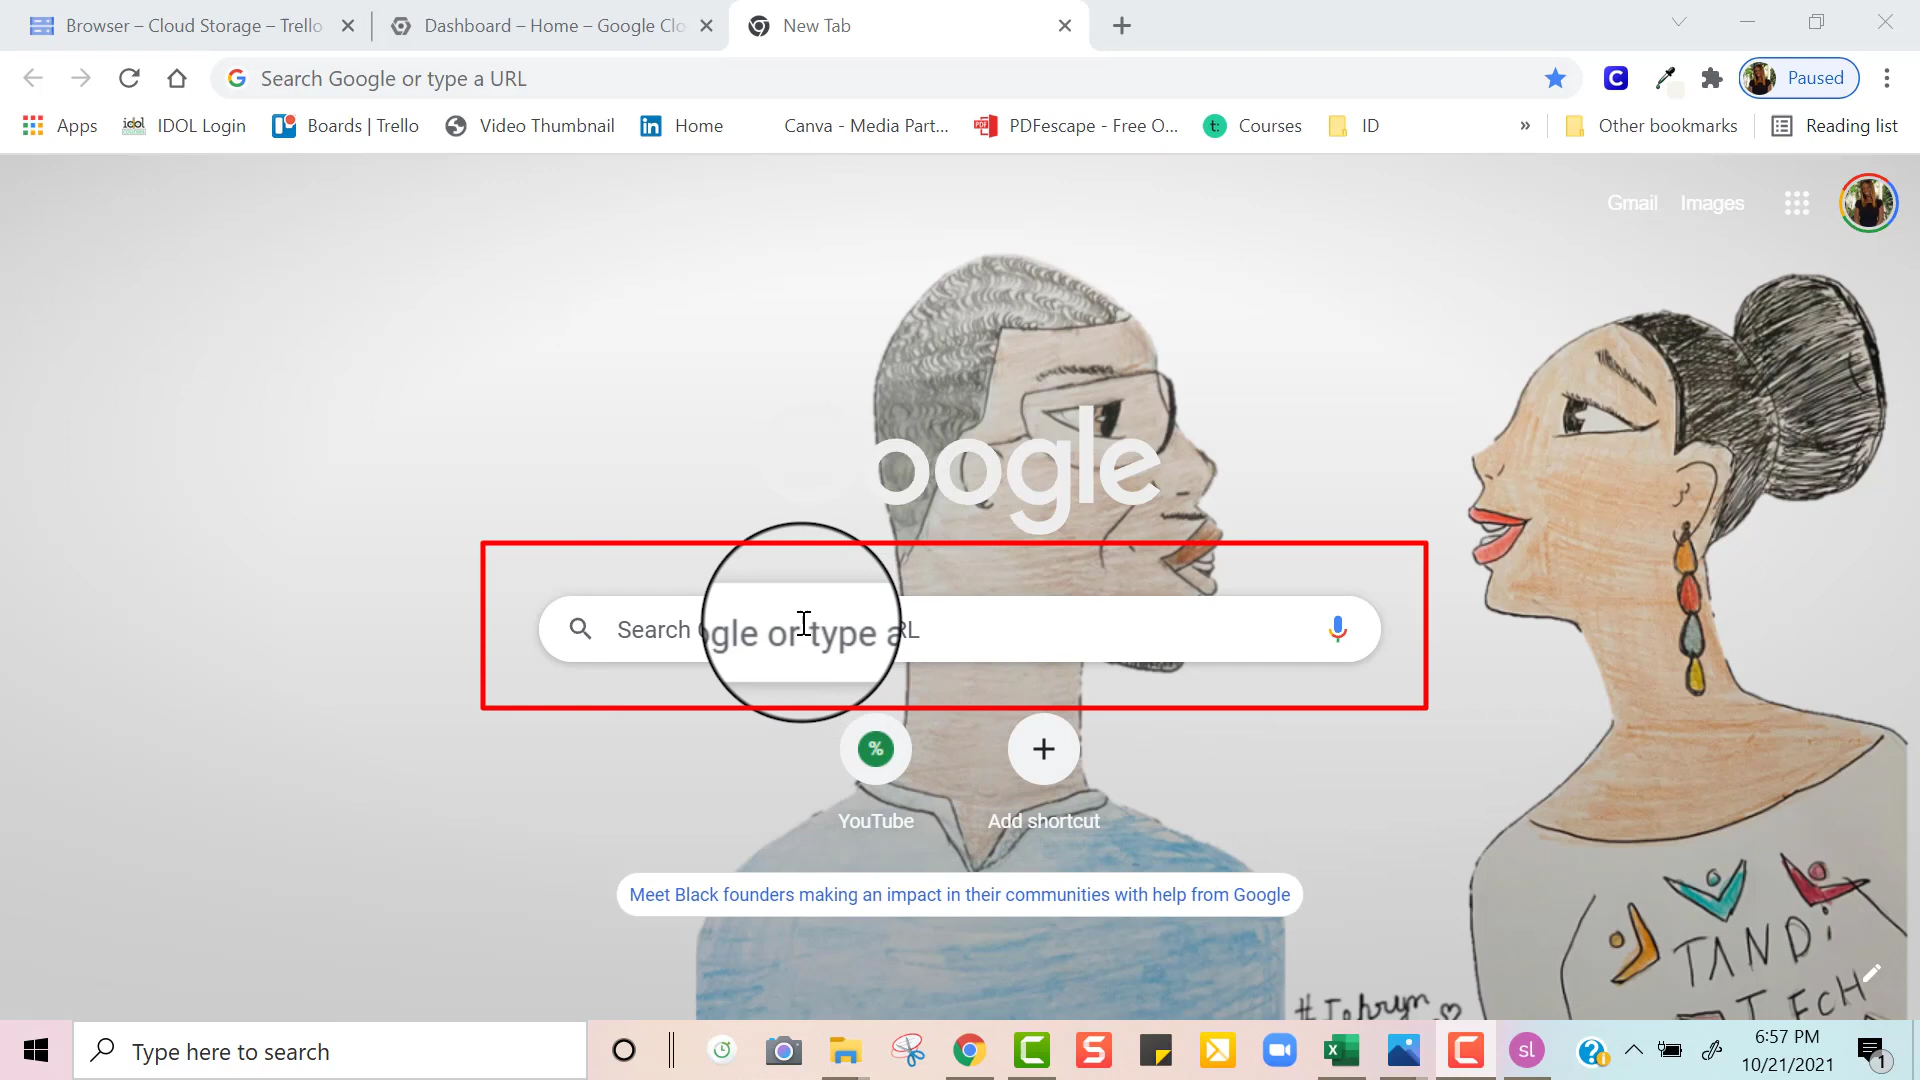 Browser – Cloud Storage – Trello
Dashboard – Home – Google Clo
New Tab
Search Google or type a URL
Paused
Apps
IDOL Login
Boards | Trello
Video Thumbnail
Home
Canva - Media Part...
PDFescape - Free O...
Courses
ID
»
Other bookmarks
Reading list
Gmail
Images
oogle
Search ogle or type a RL
YouTube
Add shortcut
Meet Black founders making an impact in their communities with help from Google
TANDi
TECH
Type here to search
6:57 PM
10/21/2021
1